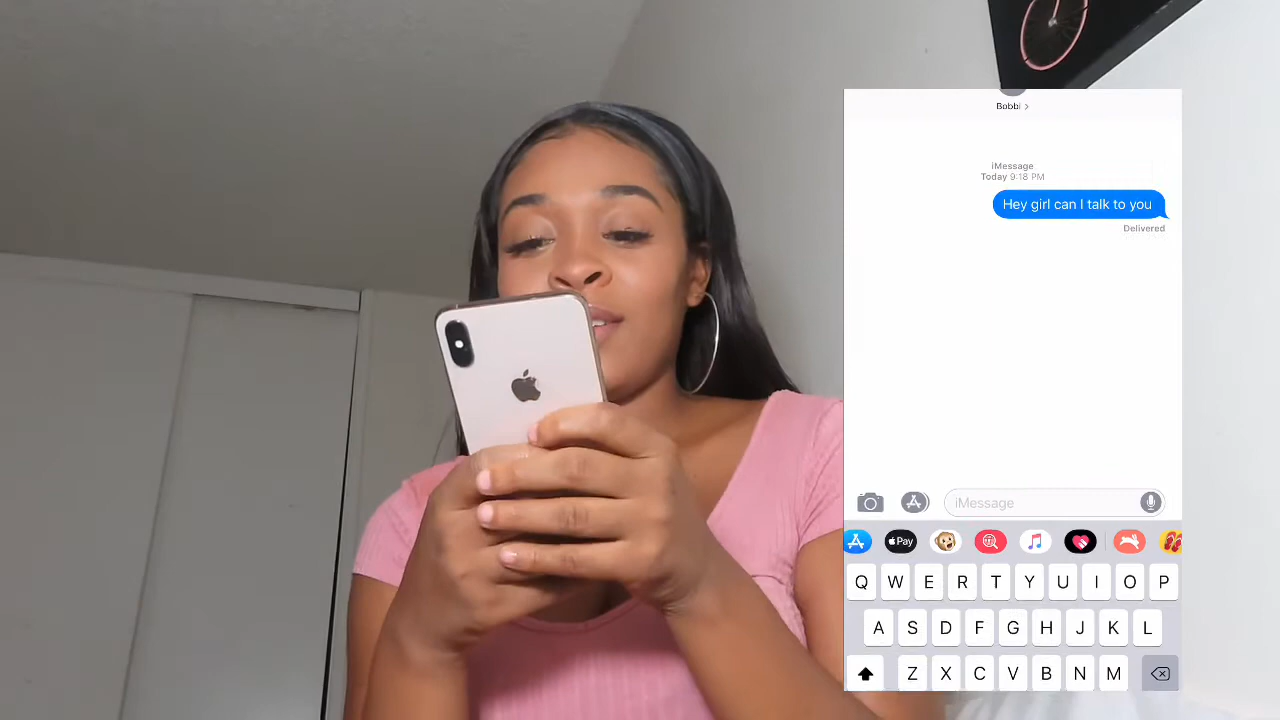 Bobbi
iMessage
Today 9:18 PM
Hey girl can I talk to you
Delivered
iMessage
Pay
Q W E R T Y U I O P
A S D F G H J K L
Z X C V B N M